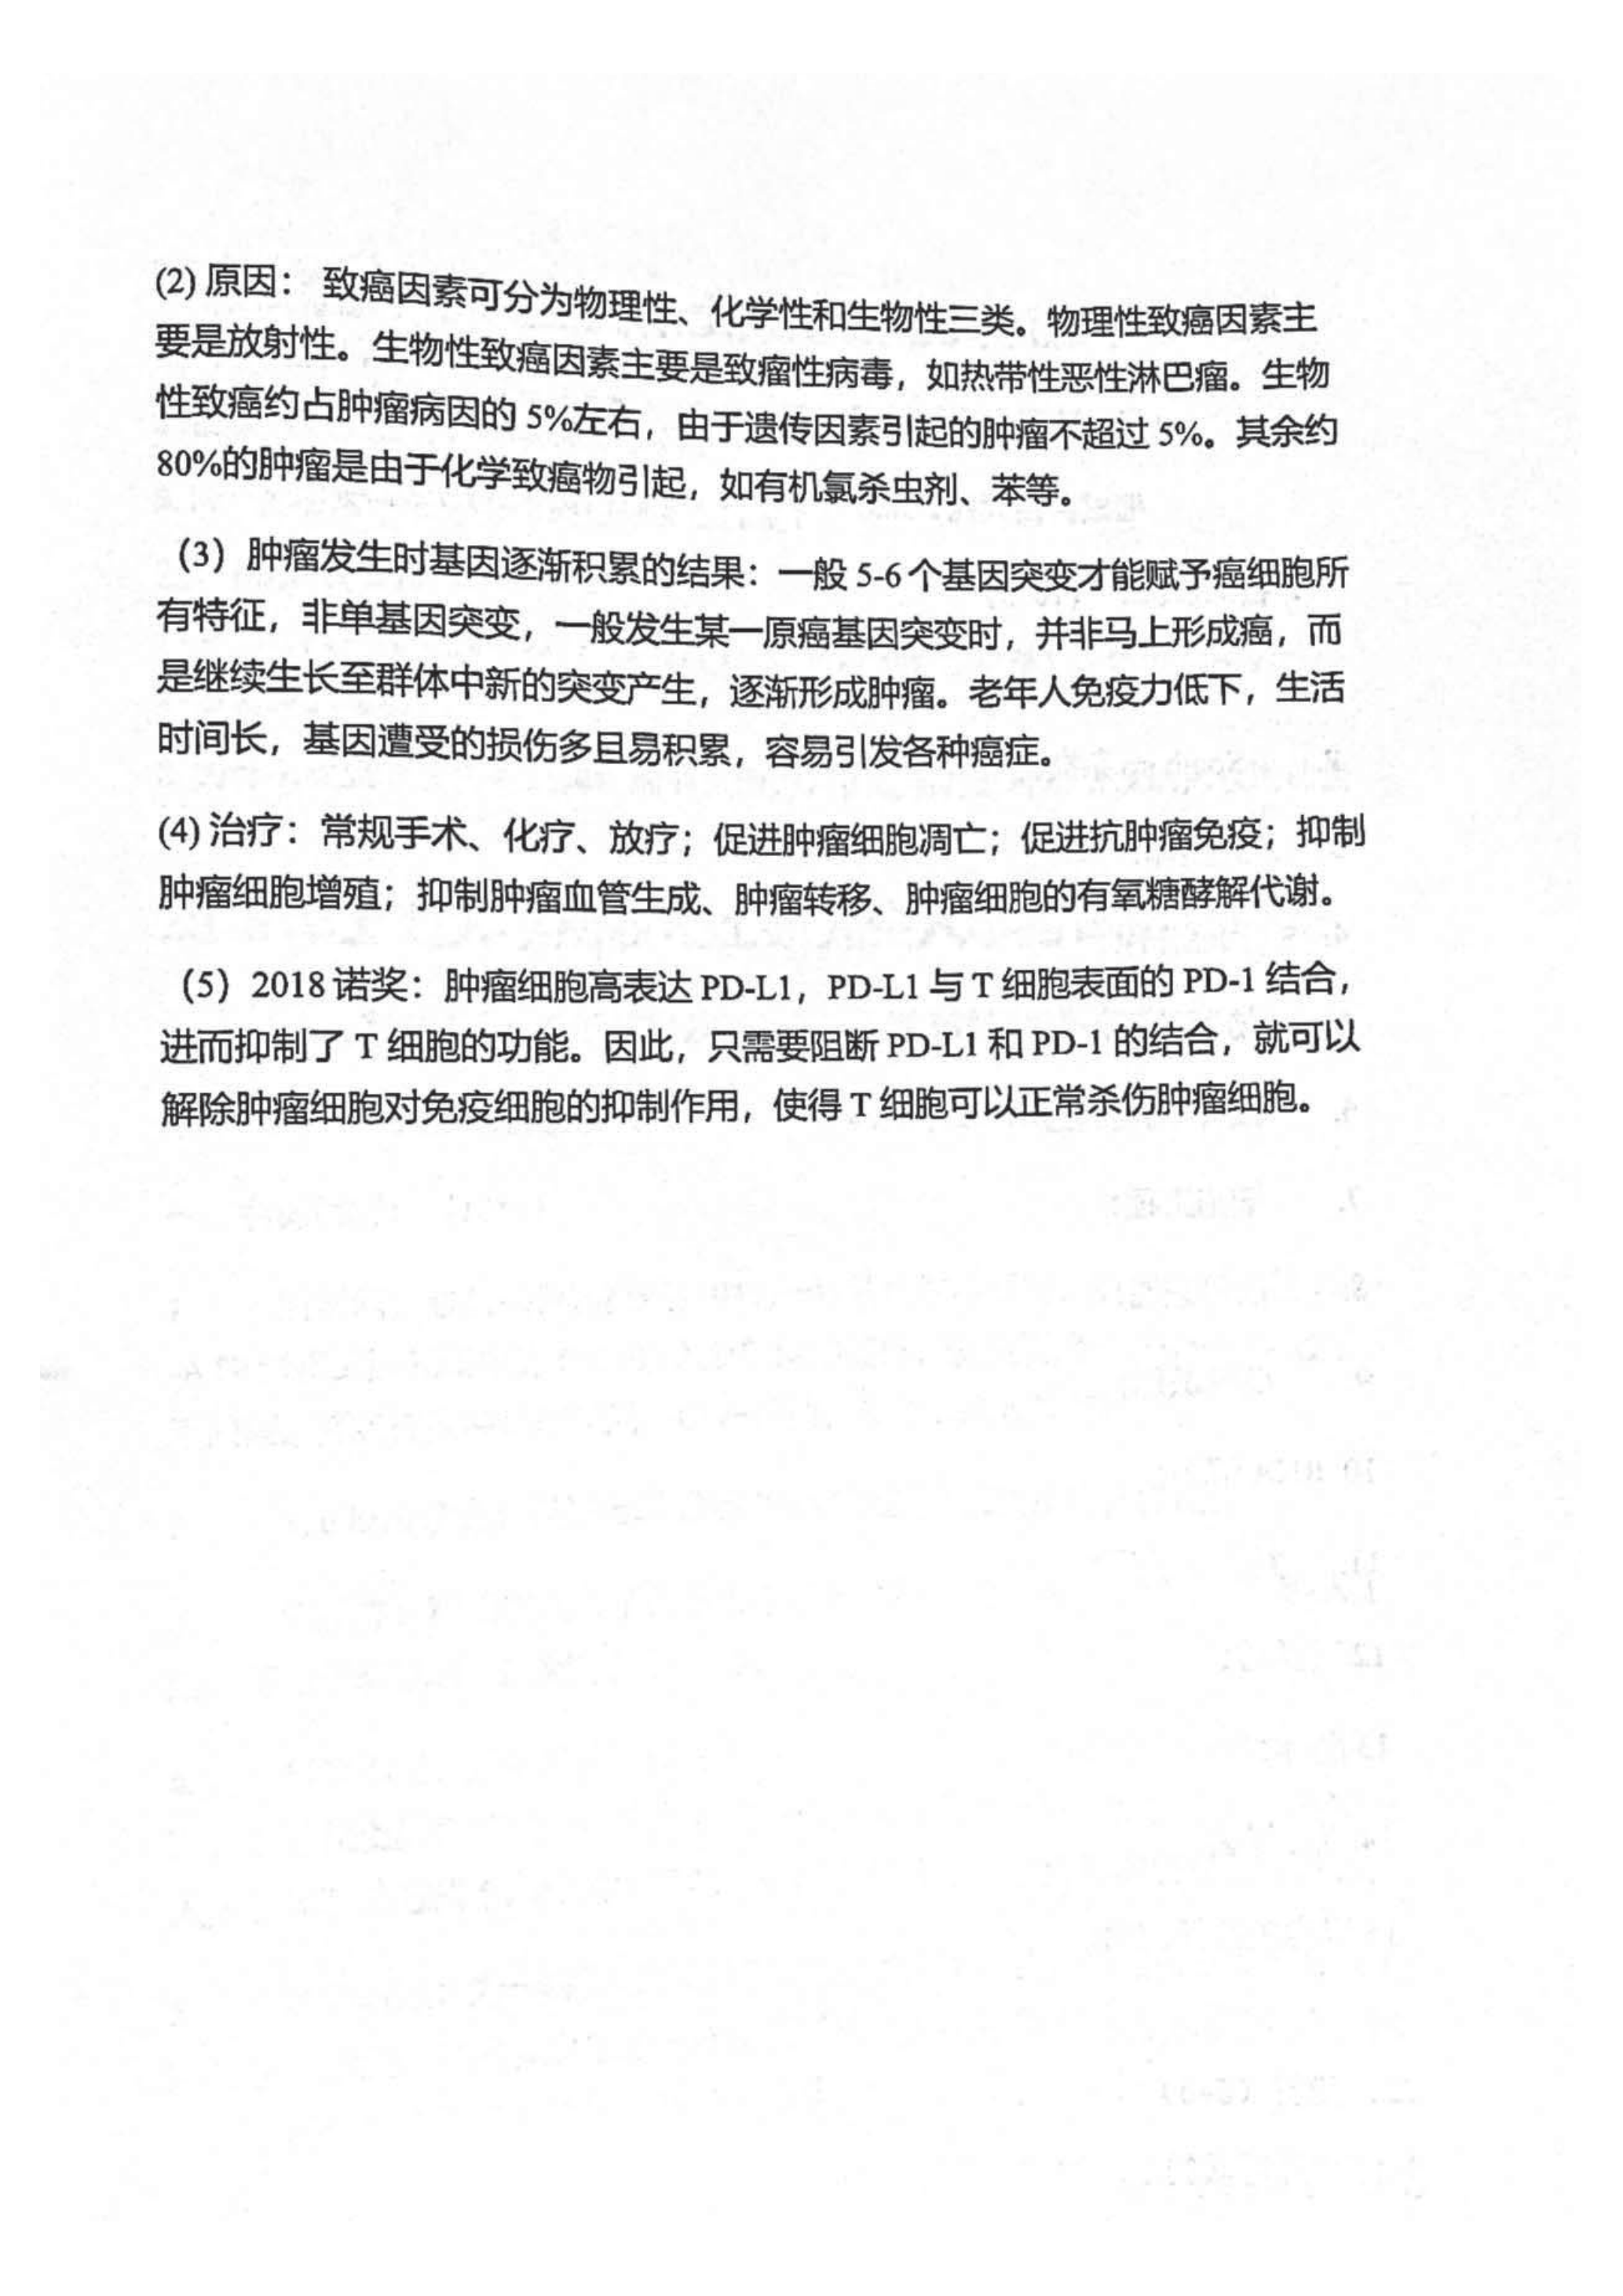 (2) 原因： 致癌因素可分为物理性、化学性和生物性三类。物理性致癌因素主
要是放射性。生物性致癌因素主要是致瘤性病毒，如热带性恶性淋巴瘤。生物
性致癌约占肿瘤病因的 5%左右，由于遗传因素引起的肿瘤不超过 5%。其余约
80%的肿瘤是由于化学致癌物引起，如有机氯杀虫剂、苯等。
（3）肿瘤发生时基因逐渐积累的结果：一般 5-6 个基因突变才能赋予癌细胞所
有特征，非单基因突变，一般发生某一原癌基因突变时，并非马上形成癌，而
是继续生长至群体中新的突变产生，逐渐形成肿瘤。老年人免疫力低下，生活
时间长，基因遭受的损伤多且易积累，容易引发各种癌症。
(4) 治疗：常规手术、化疗、放疗；促进肿瘤细胞凋亡；促进抗肿瘤免疫；抑制
肿瘤细胞增殖；抑制肿瘤血管生成、肿瘤转移、肿瘤细胞的有氧糖酵解代谢。
（5）2018 诺奖：肿瘤细胞高表达 PD-L1，PD-L1 与 T 细胞表面的 PD-1 结合，
进而抑制了 T 细胞的功能。因此，只需要阻断 PD-L1 和 PD-1 的结合，就可以
解除肿瘤细胞对免疫细胞的抑制作用，使得 T 细胞可以正常杀伤肿瘤细胞。